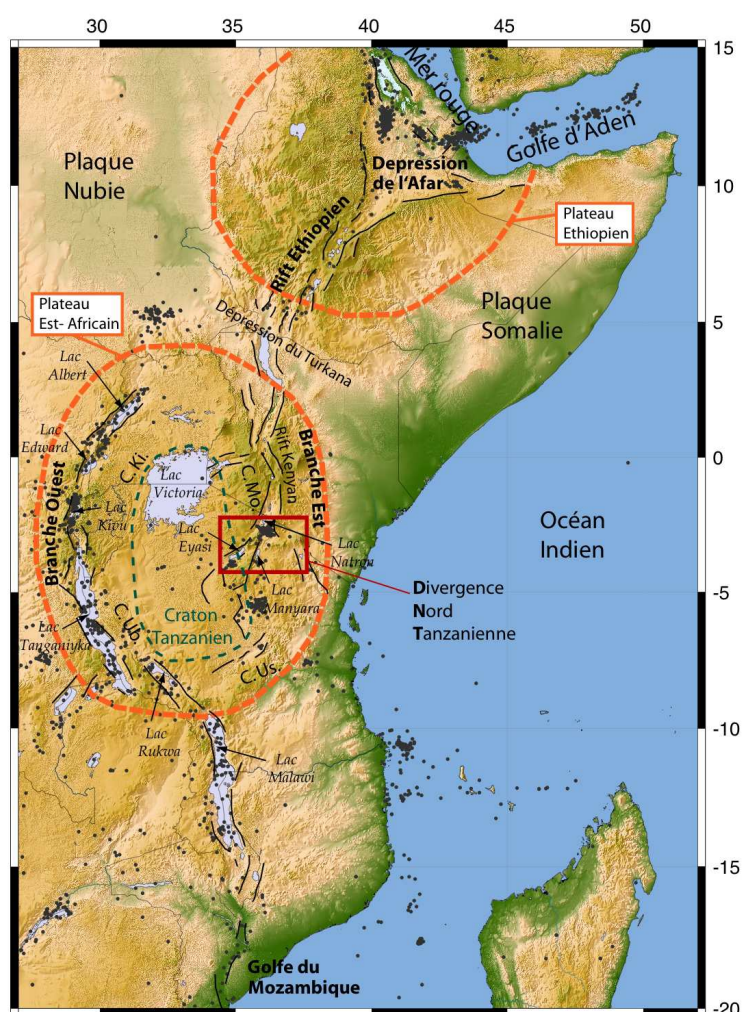 30
35
40
45
50
15
10
5
0
-5
-10
-15
-20
Mer rouge
Golfe d'Aden
Plaque
Nubie
Depression
de l'Afar
Plateau
Ethiopien
Rift Ethiopien
Plaque
Somalie
Plateau
Est- Africain
Dépression du Turkana
Lac
Albert
Lac
Edward
C.Ki.
Lac
Victoria
C.Mo.
Rift Kenyan
Branche Est
Branche Ouest
Lac
Kivu
Lac
Eyasi
Lac
Natron
Océan
Indien
Lac
Manyara
Divergence
Nord
Tanzanienne
Craton
Tanzanien
C.Ub.
Lac
Tanganiyka
C.Us.
Lac
Rukwa
Lac
Malawi
Golfe du
Mozambique